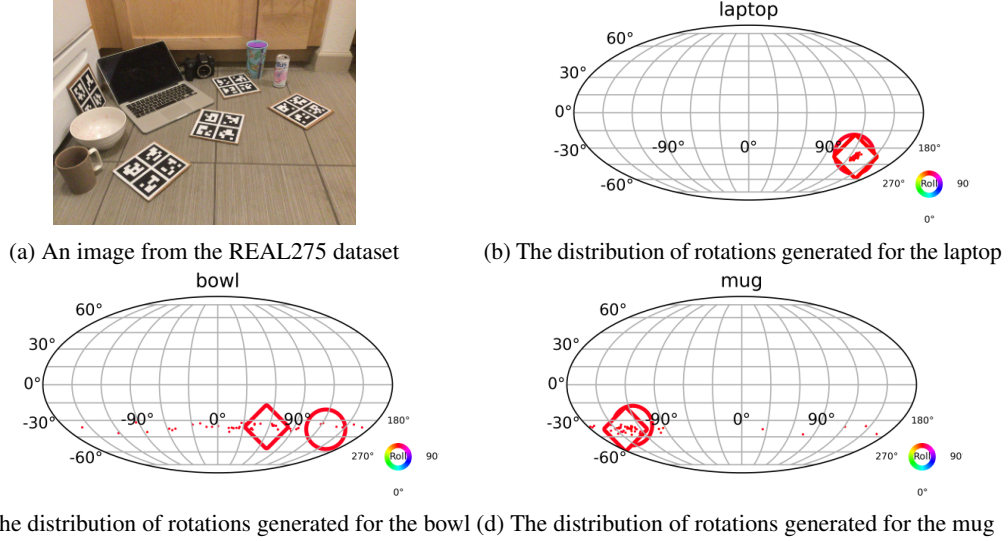 laptop
60°
30°
0°
-30°
-60°
-90° 0° 90°
180°
270° Roll 90
0°
(a) An image from the REAL275 dataset
(b) The distribution of rotations generated for the laptop
bowl
60°
30°
0°
-30°
-60°
-90° 0° 90°
180°
270° Roll 90
0°
mug
60°
30°
0°
-30°
-60°
-90° 0° 90°
180°
270° Roll 90
0°
he distribution of rotations generated for the bowl
(d) The distribution of rotations generated for the mug